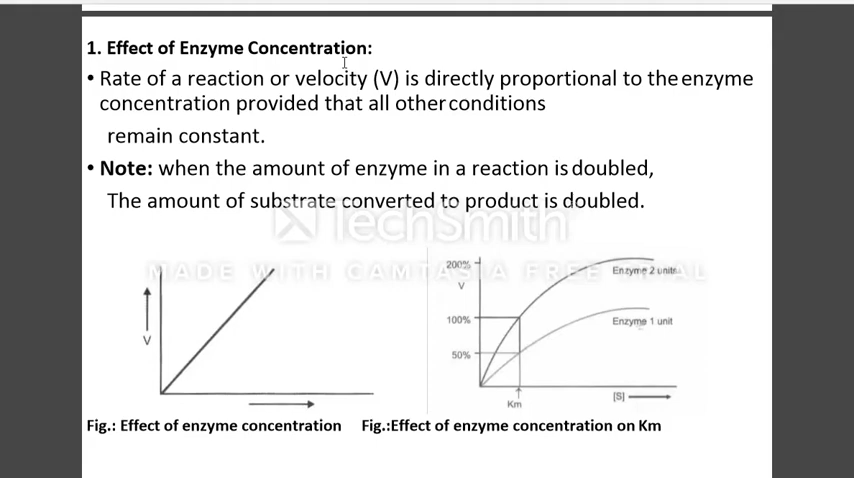 1. Effect of Enzyme Concentration:
• Rate of a reaction or velocity (V) is directly proportional to the enzyme
concentration provided that all other conditions
remain constant.
• Note: when the amount of enzyme in a reaction is doubled,
The amount of substrate converted to product is doubled.
TechSmith
MADE WITH CAMTASIA FREE TRIAL
V
200%
V
100%
50%
Enzyme 2 units
Enzyme 1 unit
Km
[S]
Fig.: Effect of enzyme concentration
Fig.:Effect of enzyme concentration on Km